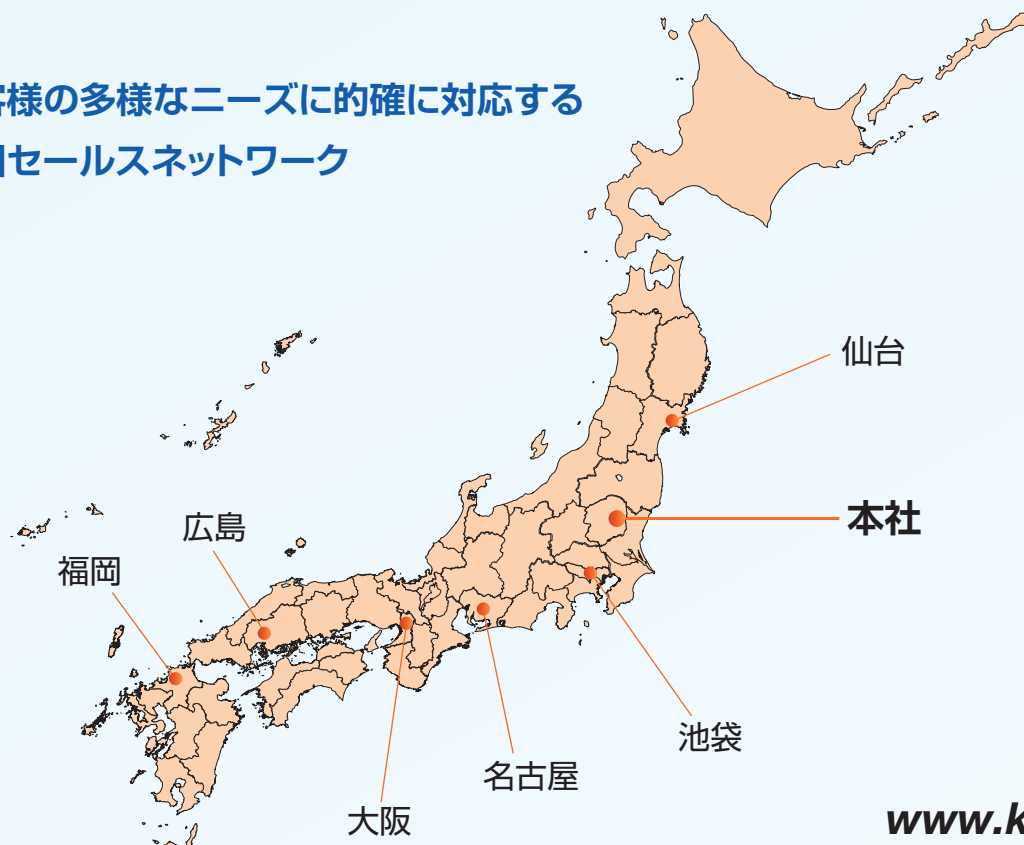 様の多様なニーズに的確に対応する
セールスネットワーク
仙台
本社
広島
福岡
池袋
名古屋
大阪
www.k